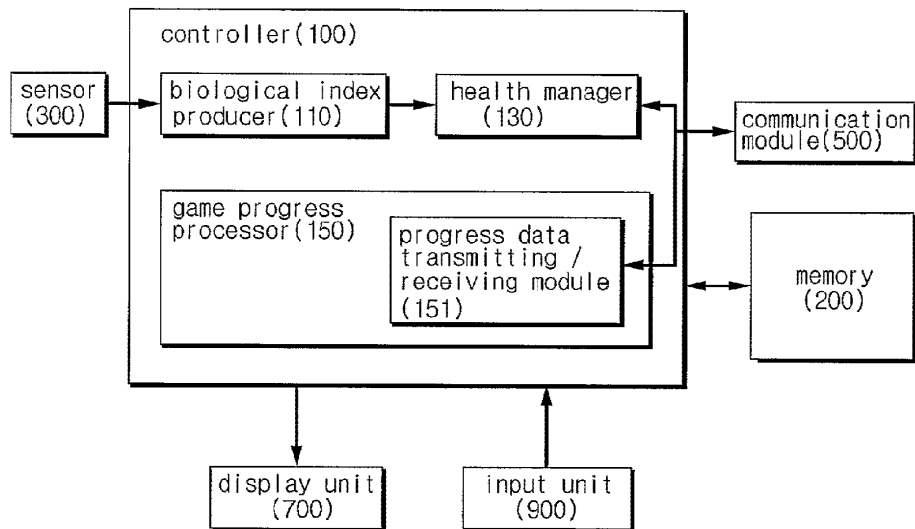 controller(100)
sensor
(300)
biological index
producer(110)
health manager
(130)
communication
module(500)
game progress
processor(150)
progress data
transmitting /
receiving module
(151)
memory
(200)
display unit
(700)
input unit
(900)